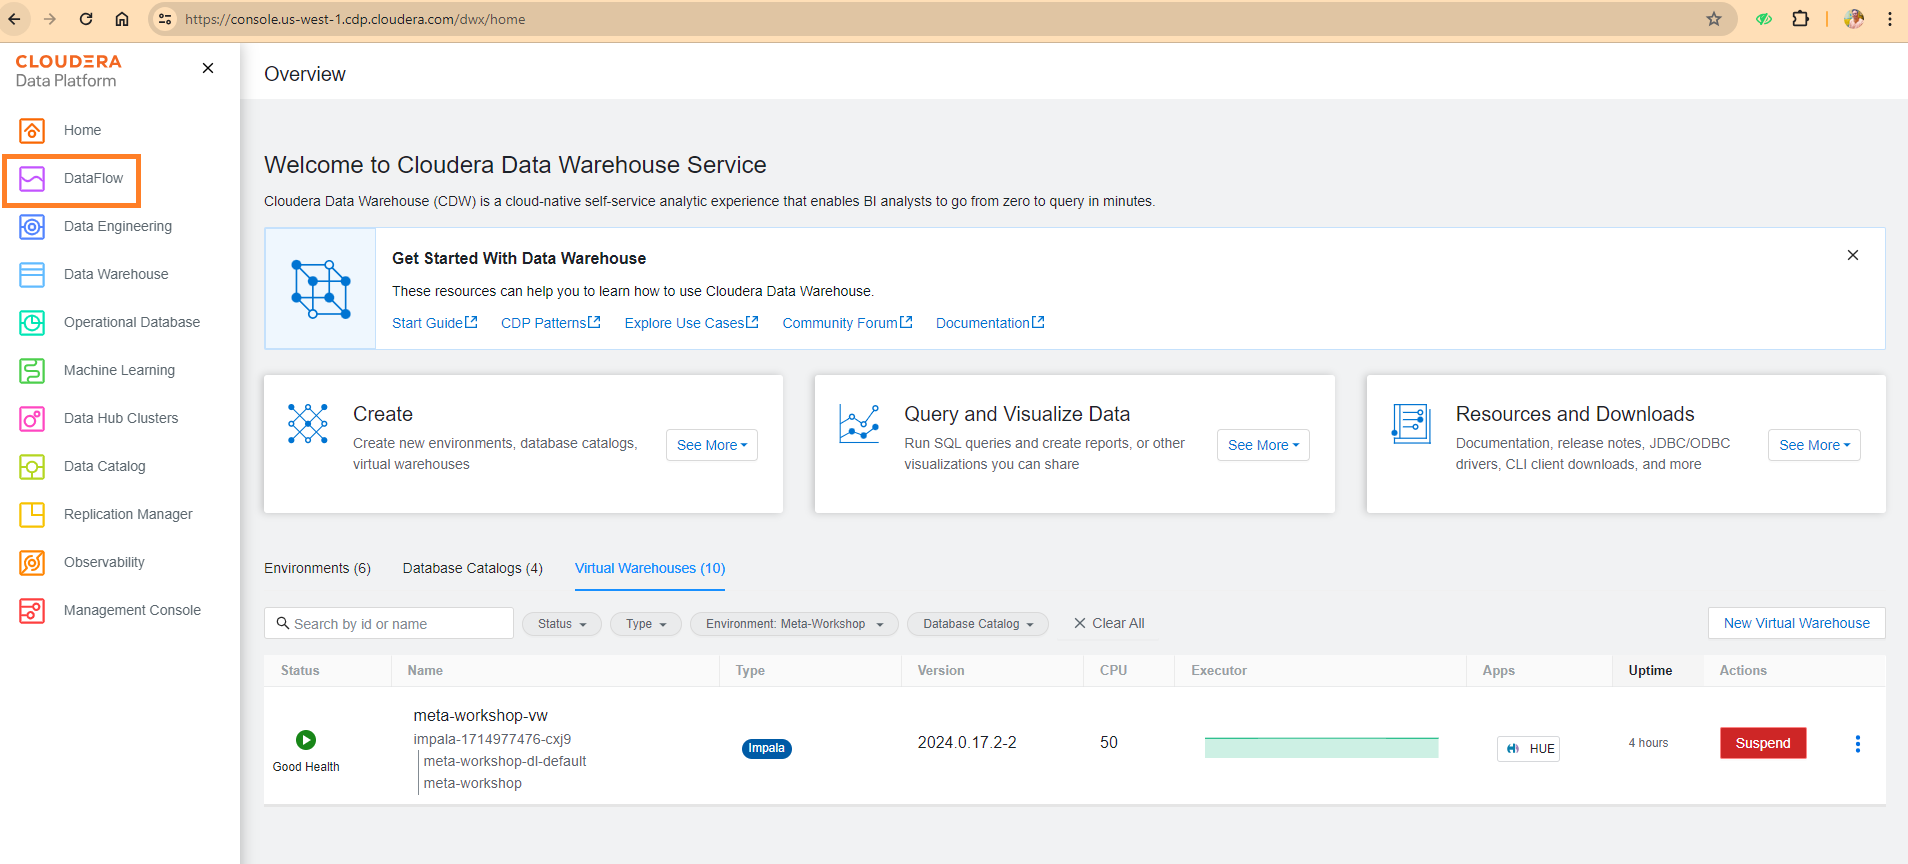 https://console.us-west-1.cdp.cloudera.com/dwx/home
CLOUDERA
Data Platform
Home
DataFlow
Data Engineering
Data Warehouse
Operational Database
Machine Learning
Data Hub Clusters
Data Catalog
Replication Manager
Observability
Management Console
Overview
Welcome to Cloudera Data Warehouse Service
Cloudera Data Warehouse (CDW) is a cloud-native self-service analytic experience that enables BI analysts to go from zero to query in minutes.
Get Started With Data Warehouse
These resources can help you to learn how to use Cloudera Data Warehouse.
Start Guide CDP Patterns Explore Use Cases Community Forum Documentation
Create
Create new environments, database catalogs,
virtual warehouses
See More
Query and Visualize Data
Run SQL queries and create reports, or other
visualizations you can share
See More
Resources and Downloads
Documentation, release notes, JDBC/ODBC
drivers, CLI client downloads, and more
See More
Environments (6) Database Catalogs (4) Virtual Warehouses (10)
Search by id or name Status Type Environment: Meta-Workshop Database Catalog Clear All New Virtual Warehouse
Status Name Type Version CPU Executor Apps Uptime Actions
Good Health
meta-workshop-vw
impala-1714977476-cxj9
meta-workshop-dl-default
meta-workshop
Impala
2024.0.17.2-2
50
HUE
4 hours
Suspend